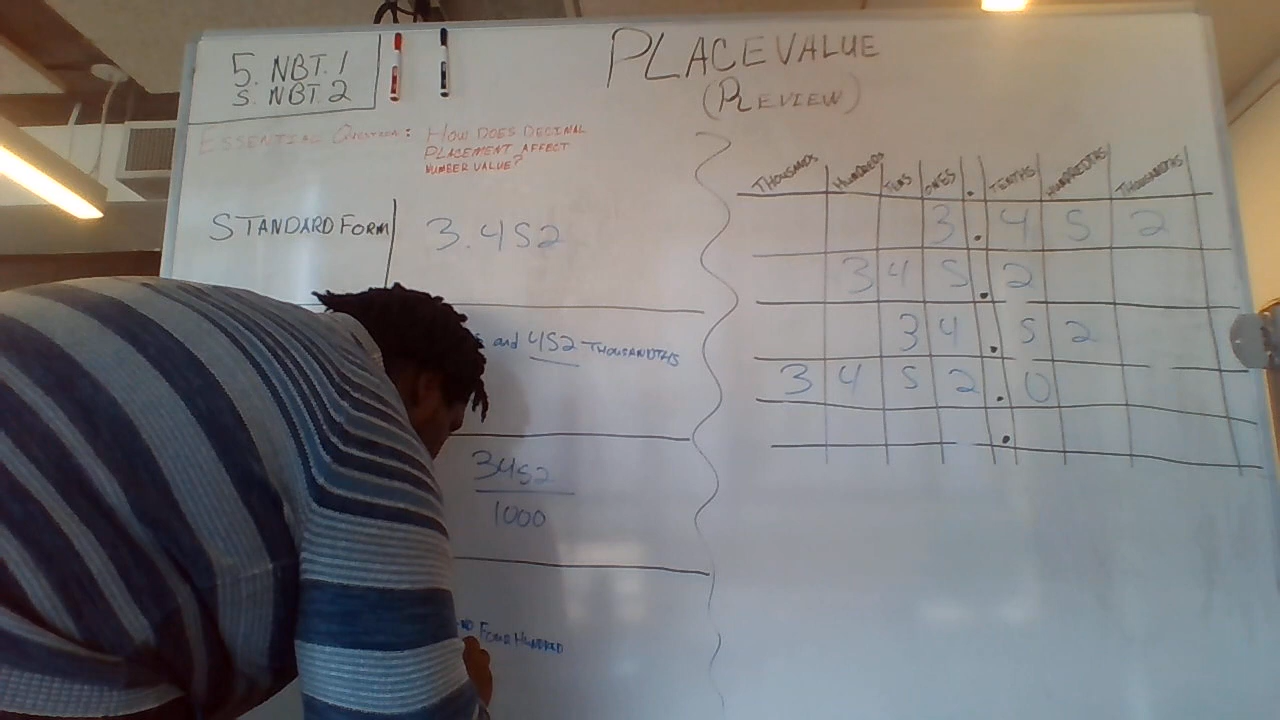 5. NBT. 1
5. NBT. 2
PLACE VALUE
(REVIEW)
ESSENTIAL QUESTION: HOW DOES DECIMAL
PLACEMENT AFFECT
NUMBER VALUE?
STANDARD FORM 3.452
and 452 THOUSANDTHS
3452
1000
FOUR HUNDRED
THOUSANDS HUNDREDS TENS ONES . TENTHS HUNDREDTHS THOUSANDTHS
3 . 4 5 2
3 4 5 . 2
3 4 . 5 2
3 4 5 2 . 0
.